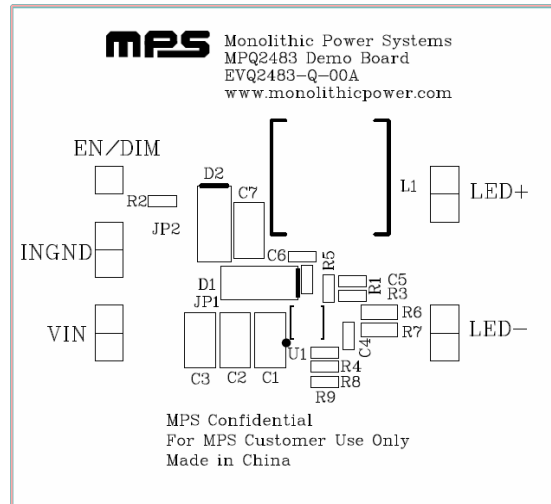 mps Monolithic Power Systems
MPQ2483 Demo Board
EVQ2483-Q-00A
www.monolithicpower.com
EN/DIM
D2
C7
R2
L1
LED+
JP2
INGND
C6
R5
D1
R1
C5
R3
JP1
R6
VIN
LED-
R7
C4
U1
C3
C2
C1
R4
R8
R9
MPS Confidential
For MPS Customer Use Only
Made in China